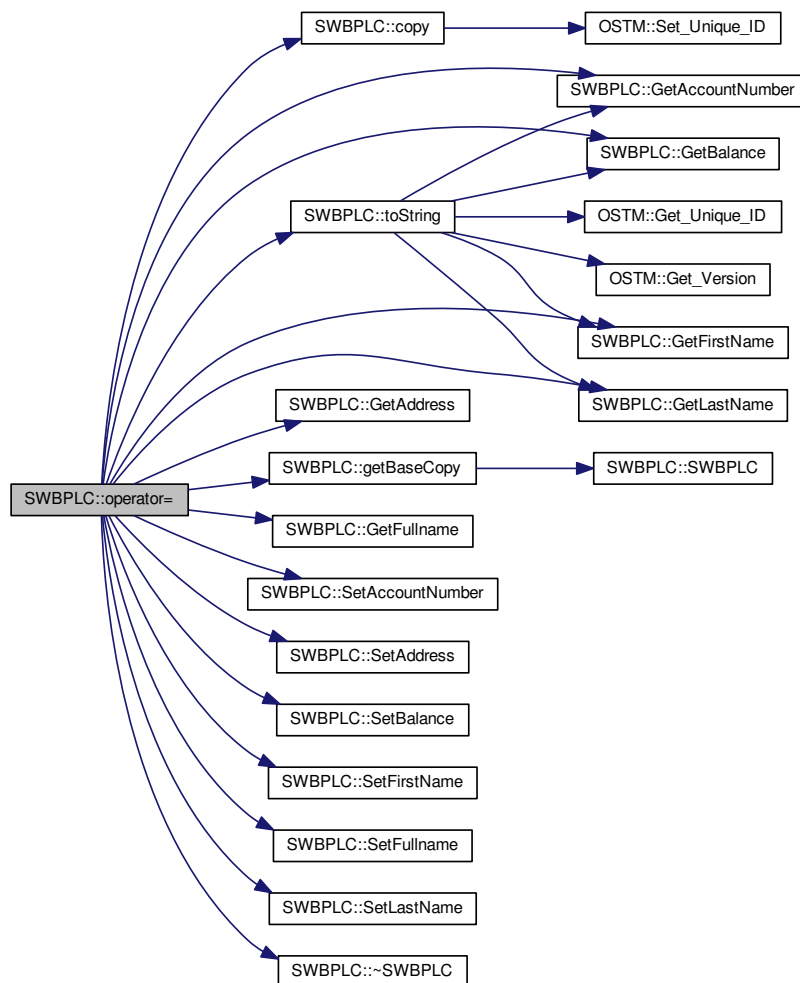 SWBPLC::copy
OSTM::Set_Unique_ID
SWBPLC::GetAccountNumber
SWBPLC::GetBalance
SWBPLC::toString
OSTM::Get_Unique_ID
OSTM::Get_Version
SWBPLC::GetFirstName
SWBPLC::GetAddress
SWBPLC::GetLastName
SWBPLC::getBaseCopy
SWBPLC::SWBPLC
SWBPLC::operator=
SWBPLC::GetFullname
SWBPLC::SetAccountNumber
SWBPLC::SetAddress
SWBPLC::SetBalance
SWBPLC::SetFirstName
SWBPLC::SetFullname
SWBPLC::SetLastName
SWBPLC::~SWBPLC